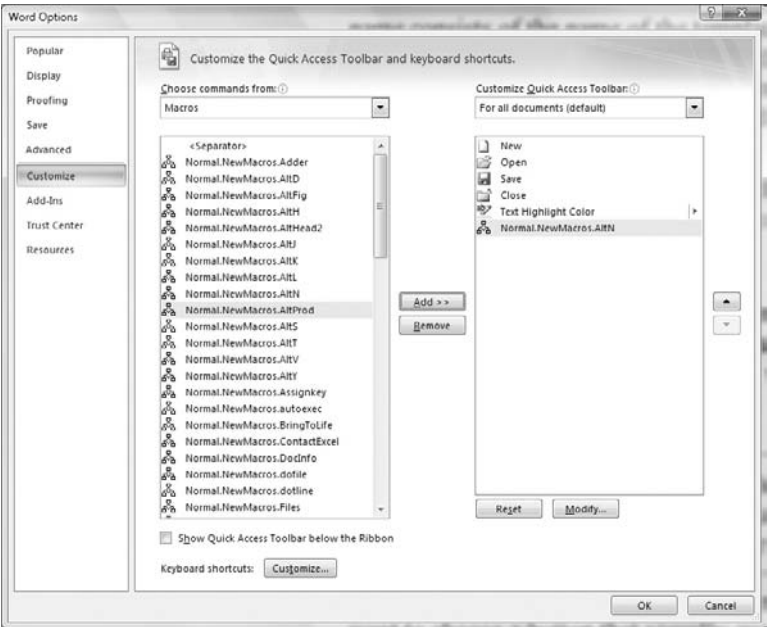 Word Options
Popular
Display
Proofing
Save
Advanced
Customize
Add-Ins
Trust Center
Resources
Customize the Quick Access Toolbar and keyboard shortcuts.
Choose commands from:
Macros
<Separator>
Normal.NewMacros.Adder
Normal.NewMacros.AltD
Normal.NewMacros.AltFig
Normal.NewMacros.AltH
Normal.NewMacros.AltHead2
Normal.NewMacros.AltJ
Normal.NewMacros.AltK
Normal.NewMacros.AltL
Normal.NewMacros.AltN
Normal.NewMacros.AltProd
Normal.NewMacros.AltS
Normal.NewMacros.AltT
Normal.NewMacros.AltV
Normal.NewMacros.AltY
Normal.NewMacros.Assignkey
Normal.NewMacros.autoexec
Normal.NewMacros.BringToLife
Normal.NewMacros.ContactExcel
Normal.NewMacros.DocInfo
Normal.NewMacros.dofile
Normal.NewMacros.dotline
Normal.NewMacros.Files
Add >>
Remove
Customize Quick Access Toolbar:
For all documents (default)
New
Open
Save
Close
Text Highlight Color
Normal.NewMacros.AltN
Reset
Modify...
Show Quick Access Toolbar below the Ribbon
Keyboard shortcuts:
Customize...
OK
Cancel